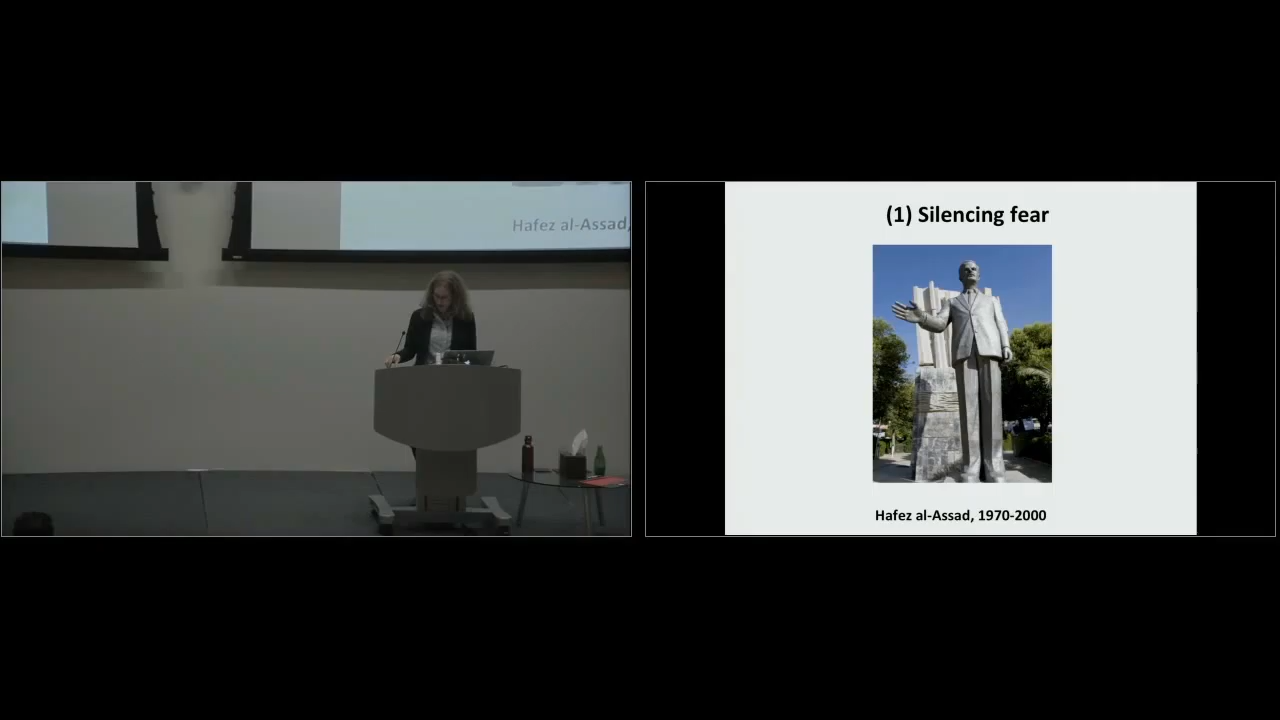 Hafez al-Assad,
(1) Silencing fear
Hafez al-Assad, 1970-2000